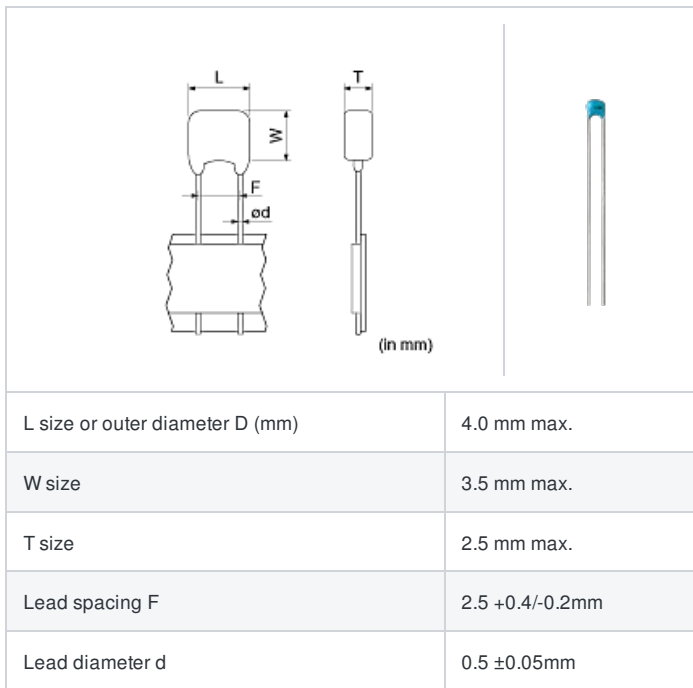 L
T
W
F
ød
(in mm)
L size or outer diameter D (mm) 4.0 mm max.
W size 3.5 mm max.
T size 2.5 mm max.
Lead spacing F 2.5 +0.4/-0.2mm
Lead diameter d 0.5 ±0.05mm